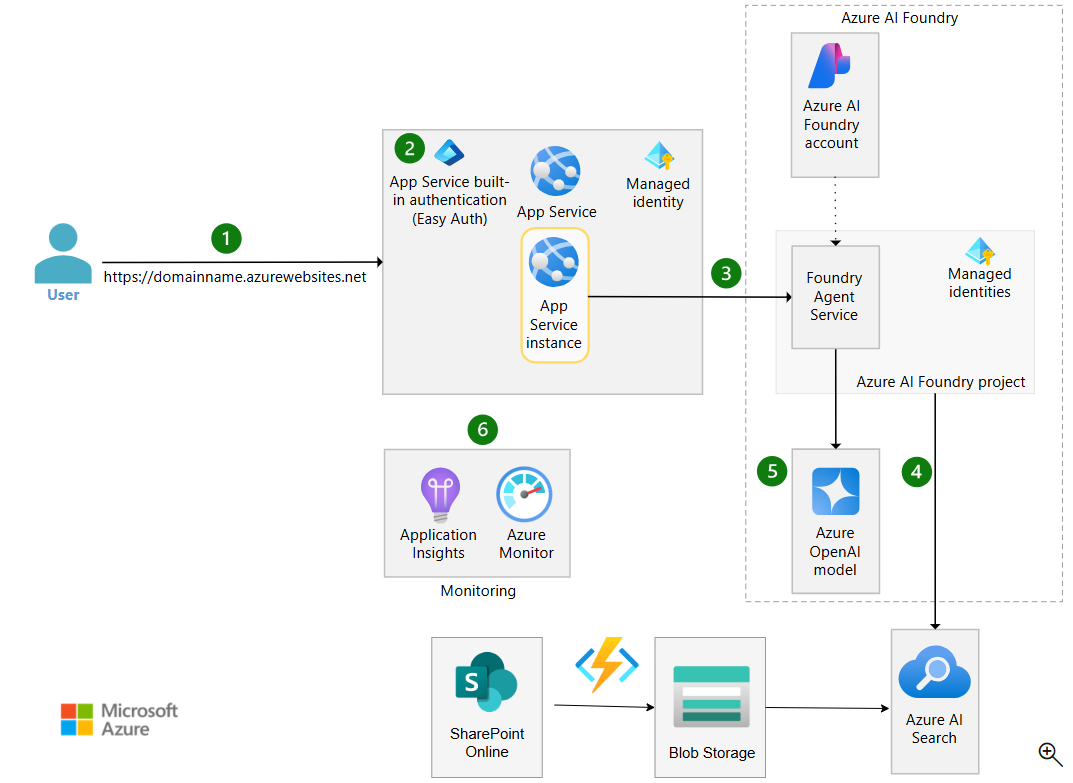 Azure AI Foundry
Azure AI
Foundry
account
2
App Service built-
in authentication
(Easy Auth)
App Service
Managed
identity
1
https://domainname.azurewebsites.net
User
App
Service
instance
3
Foundry
Agent
Service
Managed
identities
Azure AI Foundry project
6
Application
Insights
Azure
Monitor
Monitoring
5
4
Azure
OpenAI
model
S
SharePoint
Online
Blob Storage
Azure AI
Search
Microsoft
Azure